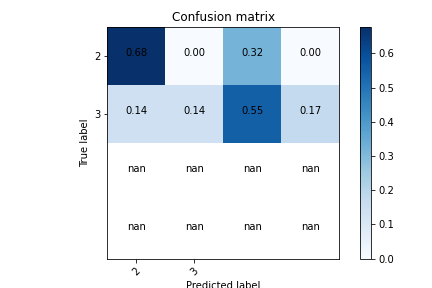 Confusion matrix
2
0.68 0.00 0.32 0.00
3
0.14 0.14 0.55 0.17
nan nan nan nan
nan nan nan nan
True label
2 3
Predicted label
0.6
0.5
0.4
0.3
0.2
0.1
0.0